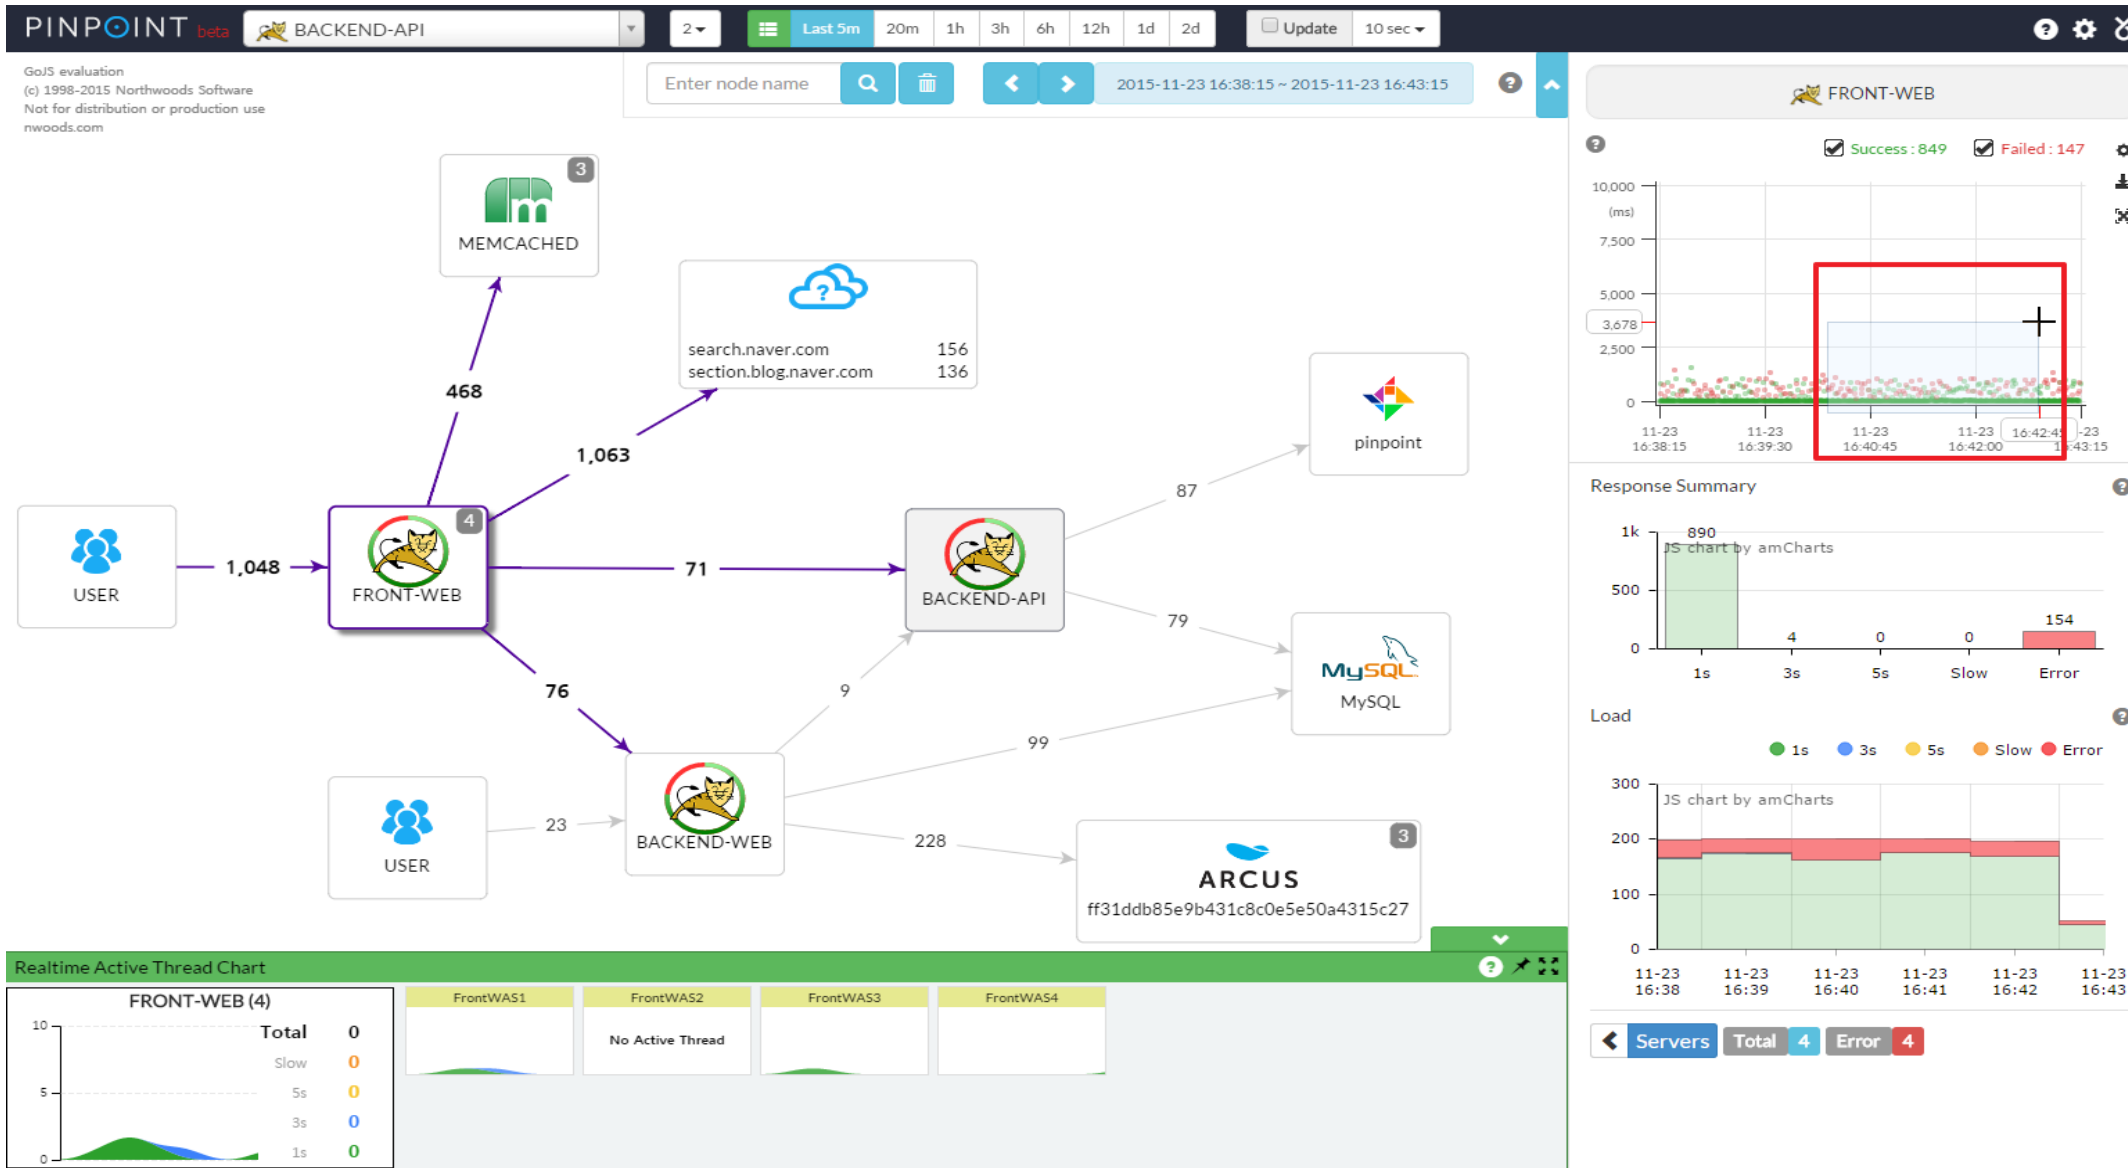 PINPOINT beta
BACKEND-API
2
Last 5m 20m 1h 3h 6h 12h 1d 2d
Update 10 sec
GoJS evaluation
(c) 1998-2015 Northwoods Software
Not for distribution or production use
nwoods.com
Enter node name
2015-11-23 16:38:15 ~ 2015-11-23 16:43:15
3
MEMCACHED
search.naver.com 156
section.blog.naver.com 136
468
1,063
pinpoint
87
USER
1,048
4
FRONT-WEB
71
BACKEND-API
79
MySQL
MySQL
76
9
99
USER
23
BACKEND-WEB
228
3
ARCUS
ff31ddb85e9b431c8c0e5e50a4315c27
Realtime Active Thread Chart
FRONT-WEB (4)
10
5
0
Total 0
Slow 0
5s 0
3s 0
1s 0
FrontWAS1
FrontWAS2
No Active Thread
FrontWAS3
FrontWAS4
FRONT-WEB
Success : 849 Failed : 147
10,000
(ms)
7,500
5,000
3,678
2,500
0
11-23 11-23 11-23 11-23 16:42:45 -23
16:38:15 16:39:30 16:40:45 16:42:00 43:15
Response Summary
1k
500
0
JS chart by amCharts
890 4 0 0 154
1s 3s 5s Slow Error
Load
1s 3s 5s Slow Error
300
200
100
0
JS chart by amCharts
11-23 11-23 11-23 11-23 11-23 11-23
16:38 16:39 16:40 16:41 16:42 16:43
Servers Total 4 Error 4